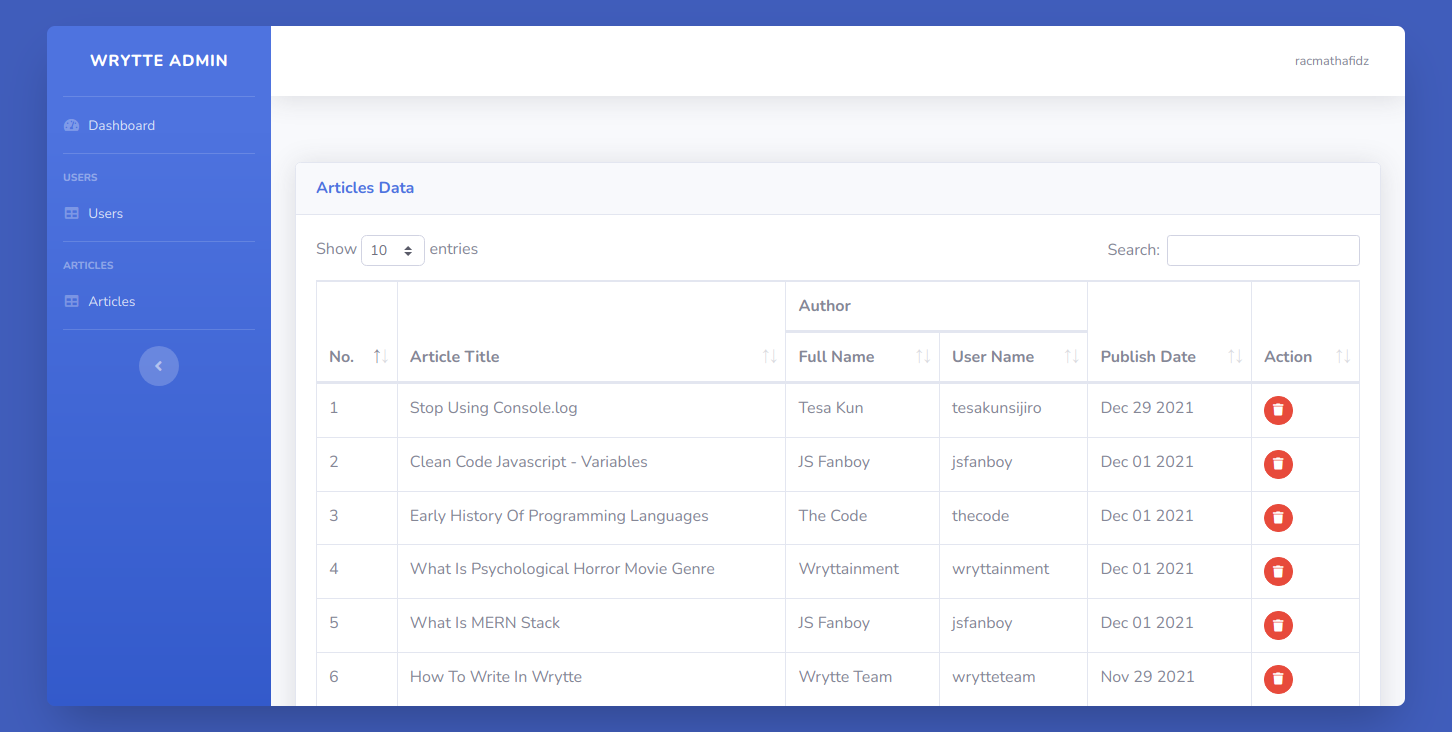 WRYTTE ADMIN
racmathafidz
Dashboard
USERS
Users
ARTICLES
Articles
Articles Data
Show 10 entries
Search:
Author
No. Article Title Full Name User Name Publish Date Action
1 Stop Using Console.log Tesa Kun tesakunsijiro Dec 29 2021
2 Clean Code Javascript - Variables JS Fanboy jsfanboy Dec 01 2021
3 Early History Of Programming Languages The Code thecode Dec 01 2021
4 What Is Psychological Horror Movie Genre Wryttainment wryttainment Dec 01 2021
5 What Is MERN Stack JS Fanboy jsfanboy Dec 01 2021
6 How To Write In Wrytte Wrytte Team wrytteteam Nov 29 2021